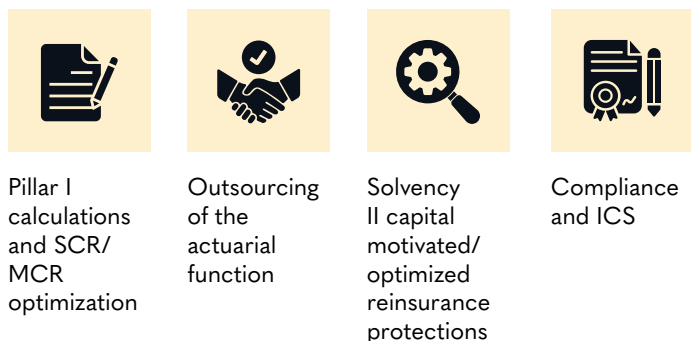 Pillar I
calculations
and SCR/
MCR
optimization
Outsourcing
of the
actuarial
function
Solvency
II capital
motivated/
optimized
reinsurance
protections
Compliance
and ICS